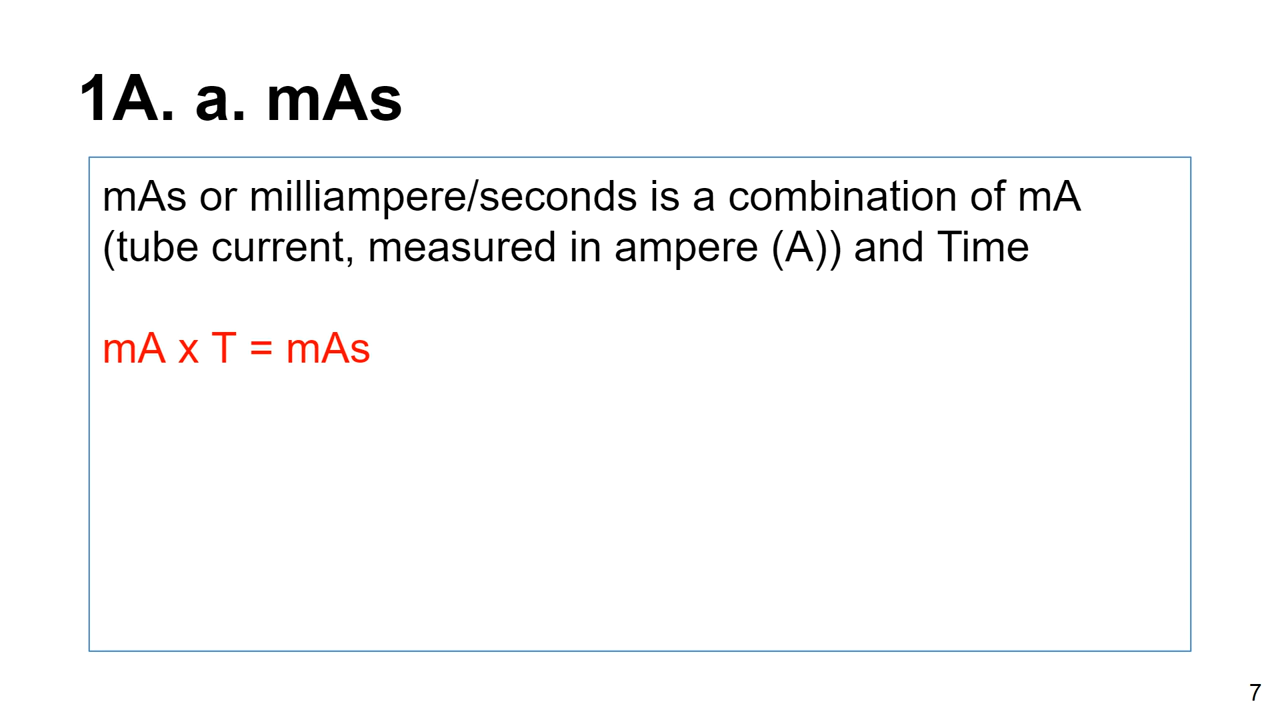 1A. a. mAs
mAs or milliampere/seconds is a combination of mA
(tube current, measured in ampere (A)) and Time
mA x T = mAs
7